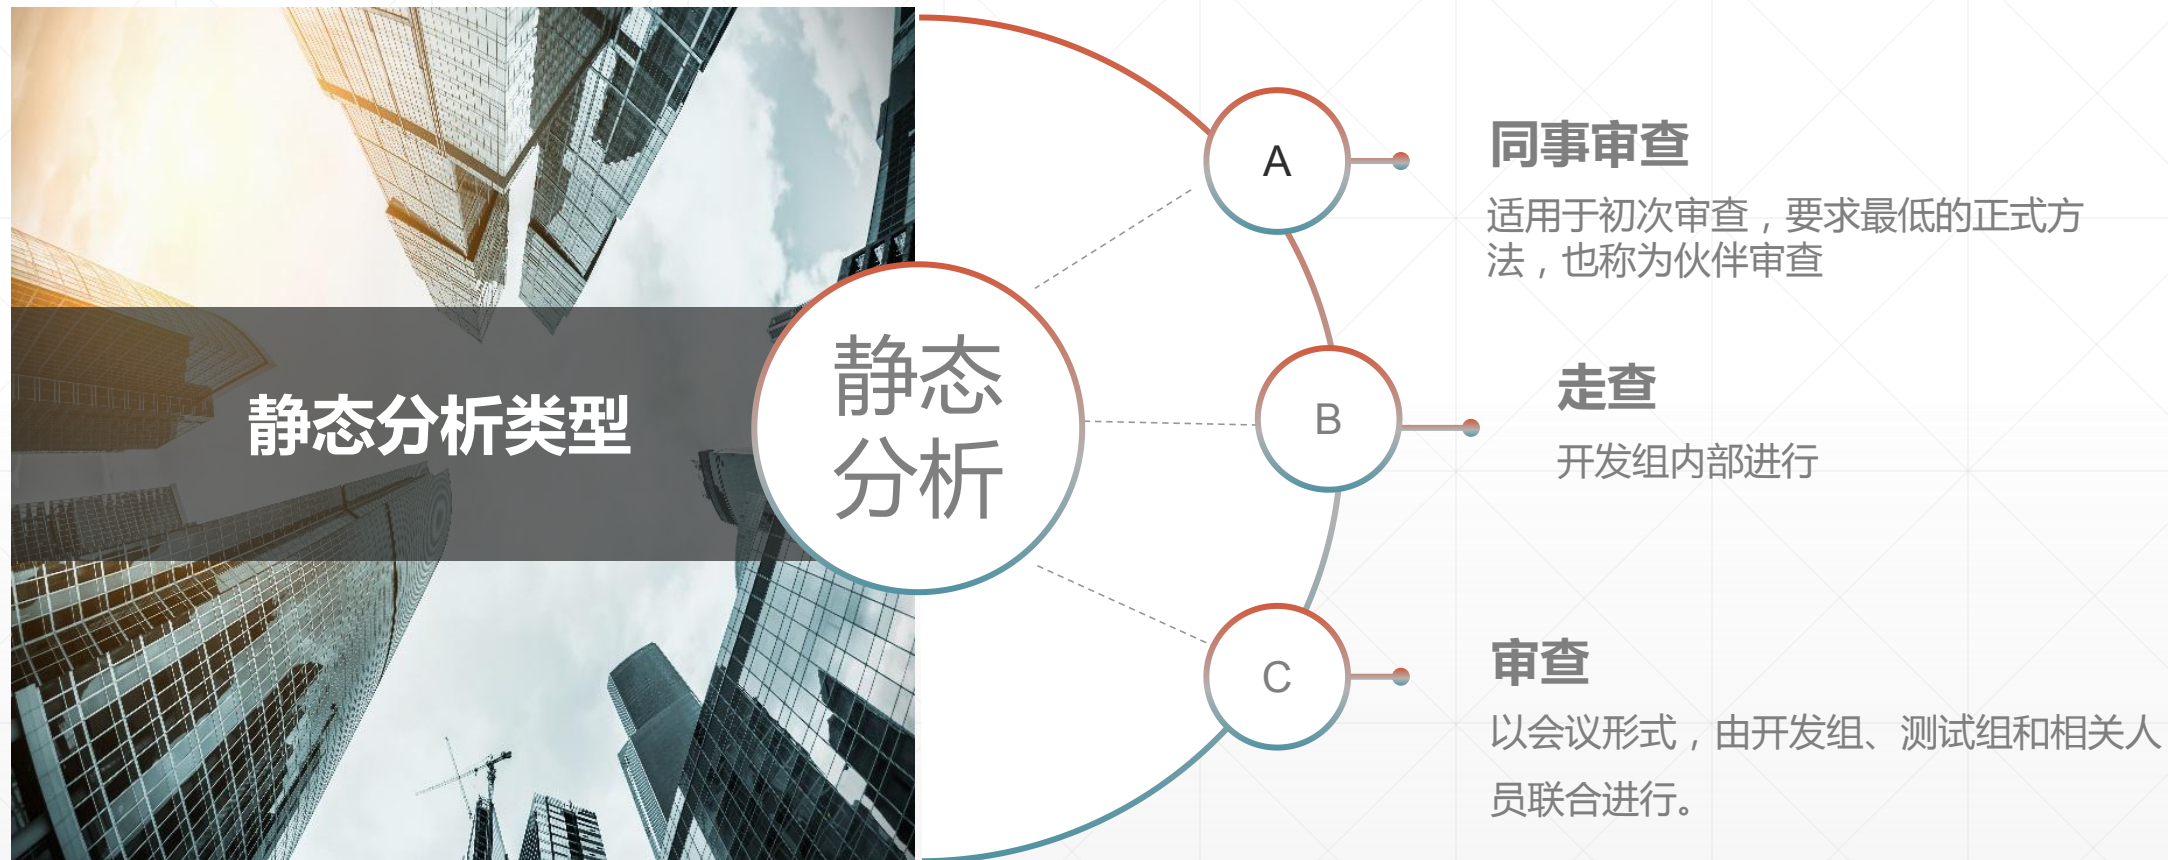 静态分析类型
静态
分析
A
同事审查
适用于初次审查，要求最低的正式方
法，也称为伙伴审查
B
走查
开发组内部进行
C
审查
以会议形式，由开发组、测试组和相关人
员联合进行。